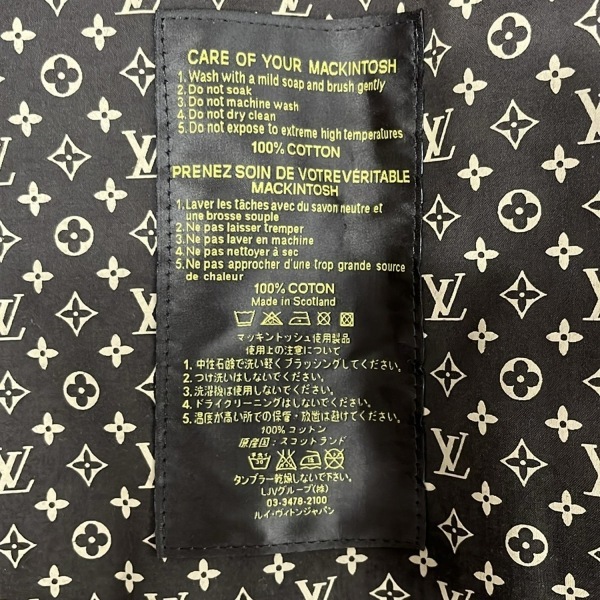 CARE OF YOUR MACKINTOSH
1. Wash with a mild soap and brush gently
2. Do not soak
3. Do not machine wash
4. Do not dry clean
5. Do not expose to extreme high temperatures
100% COTTON
PRENEZ SOIN DE VOTREVÉRITABLE
MACKINTOSH
1. Laver les tâches avec du savon neutre et
une brosse souple
2. Ne pas laisser tremper
3. Ne pas laver en machine
4. Ne pas nettoyer à sec
5. Ne pas approcher d'une trop grande source
de chaleur
100% COTON
Made in Scotland
マッキントッシュ使用製品
使用上の注意について
1. 中性石鹸で洗い軽くブラッシングしてください。
2. つけ洗いはしないでください。
3. 洗濯機は使用しないでください。
4. ドライクリーニングはしないでください。
5. 温度が高い所での保管・放置は避けてください。
100% コットン
原産国：スコットランド
タンブラー乾燥しないで下さい。
LJVグループ(株)
03-3478-2100
ルイ・ヴィトンジャパン